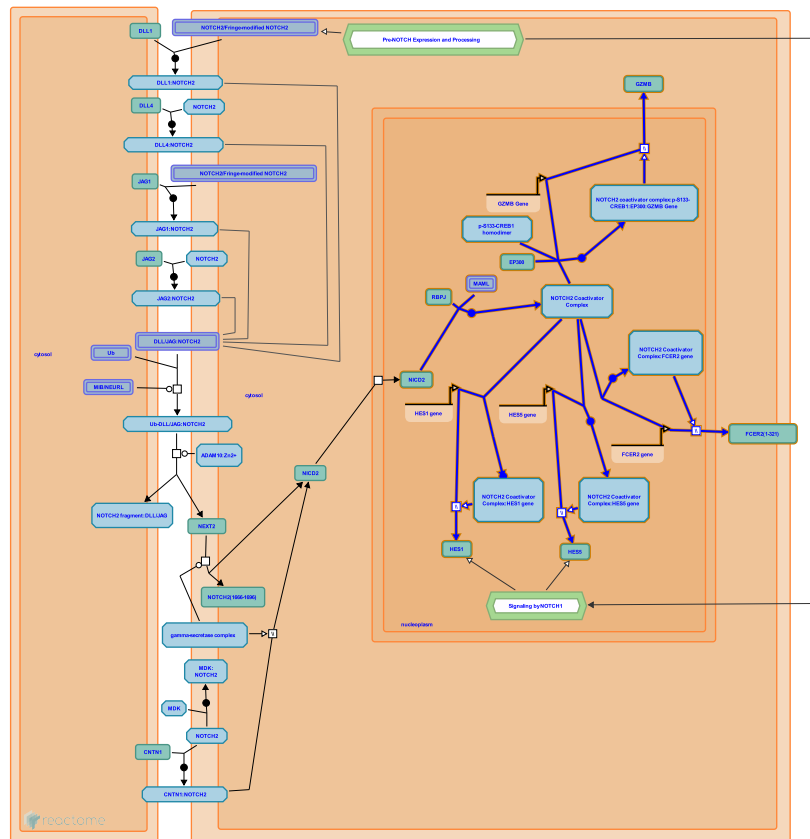 DLL1
NOTCH2/Fringe-modified NOTCH2
Pre-NOTCH Expression and Processing
DLL1:NOTCH2
DLL4
NOTCH2
DLL4:NOTCH2
JAG1
NOTCH2/Fringe-modified NOTCH2
JAG1:NOTCH2
JAG2
NOTCH2
JAG2:NOTCH2
DLL/JAG:NOTCH2
cytosol
Ub
MIB/NEURL
cytosol
Ub-DLL/JAG:NOTCH2
ADAM10:Zn2+
NOTCH2 fragment:DLL/JAG
NEXT2
NICD2
NOTCH2(1666-1696)
gamma-secretase complex
MDK:
NOTCH2
MDK
NOTCH2
CNTN1
CNTN1:NOTCH2
GZMB
GZMB Gene
NOTCH2 coactivator complex:p-S133-
CREB1:EP300:GZMB Gene
p-S133-CREB1
homodimer
EP300
MAML
RBPJ
NOTCH2 Coactivator
Complex
NICD2
NOTCH2 Coactivator
Complex:FCER2 gene
HES1 gene
HES5 gene
FCER2 gene
FCER2(1-321)
NOTCH2 Coactivator
Complex:HES1 gene
NOTCH2 Coactivator
Complex:HES5 gene
HES1
HES5
Signaling by NOTCH1
nucleoplasm
reactome